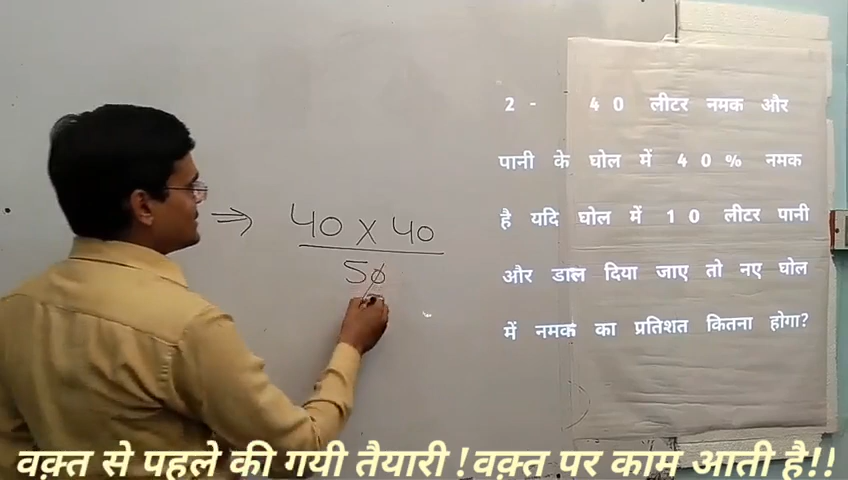 2 - 40 लीटर नमक और
पानी के घोल में 40% नमक
है यदि घोल में 10 लीटर पानी
और डाल दिया जाए तो नए घोल
में नमक का प्रतिशत कितना होगा?
⇒ 40 X 40
50
वक़्त से पहले की गयी तैयारी ! वक़्त पर काम आती है!!